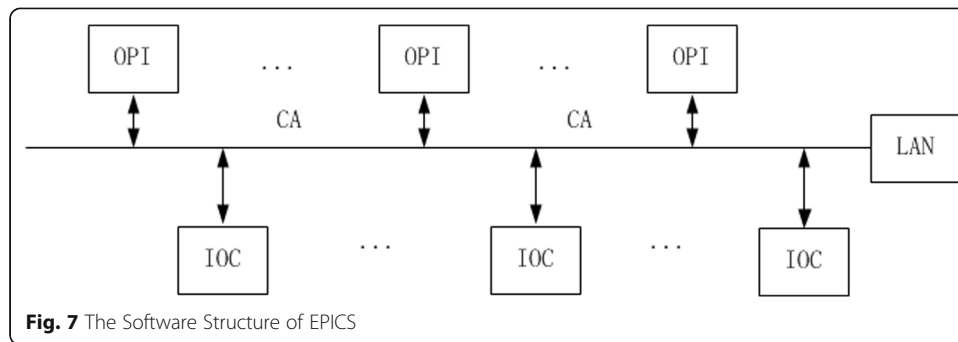 OPI ... OPI ... OPI
CA CA
LAN
IOC ... IOC ... IOC
Fig. 7 The Software Structure of EPICS